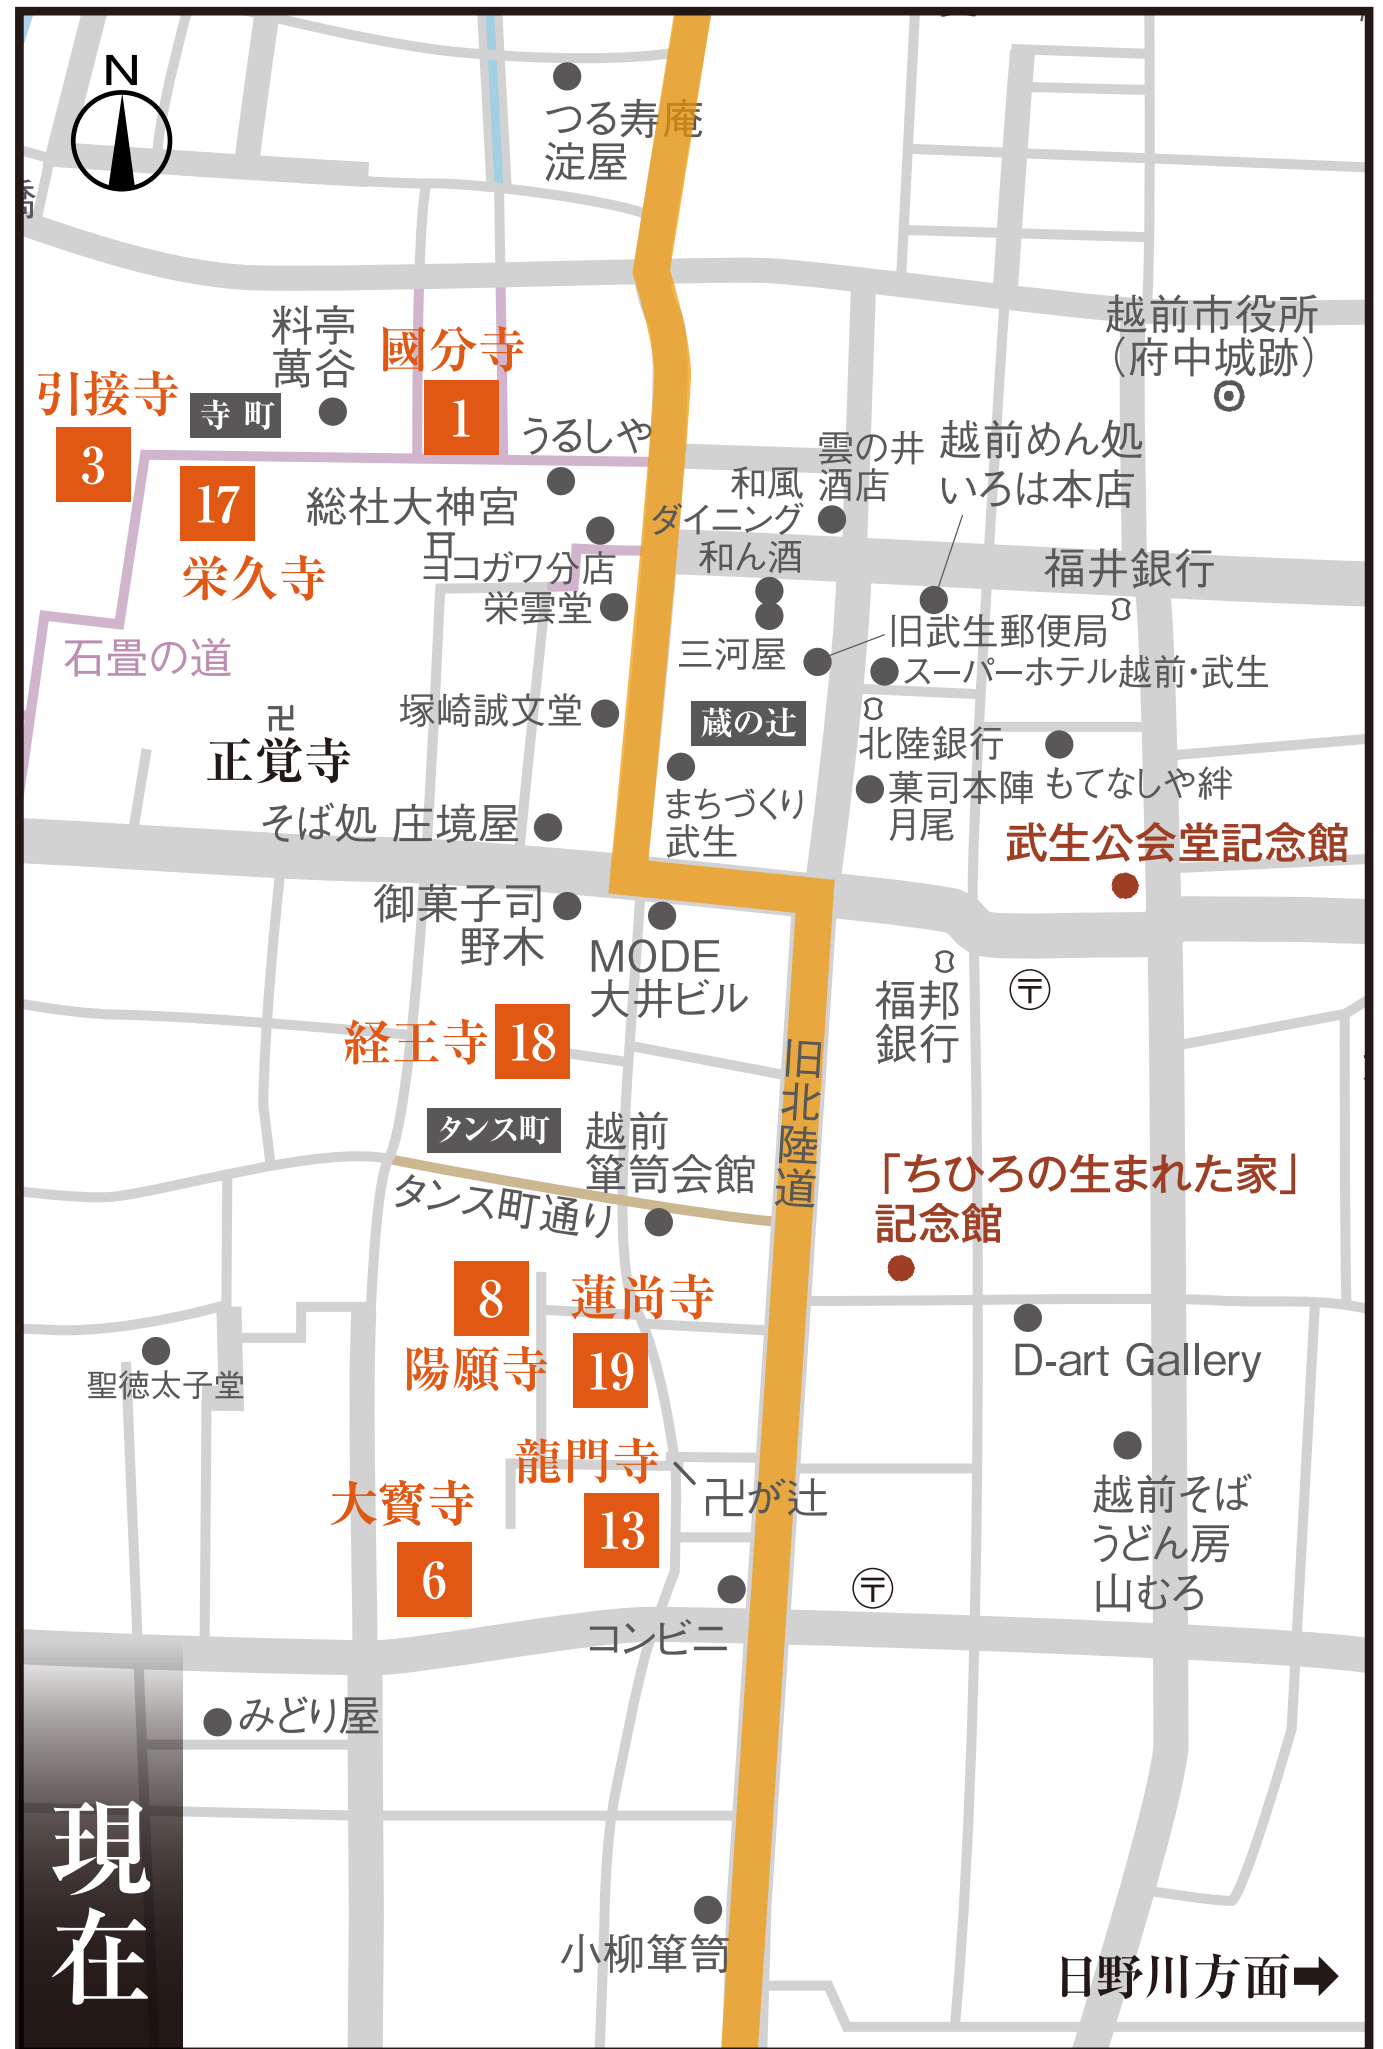 N
つる寿庵
淀屋
橋
料亭
萬谷
國分寺
1
引接寺
3
寺町
17
栄久寺
越前市役所
（府中城跡）
うるしや
総社大神宮
ヨコガワ分店
栄雲堂
雲の井
酒店
和風
ダイニング
和ん酒
越前めん処
いろは本店
福井銀行
三河屋
旧武生郵便局
スーパーホテル越前・武生
石畳の道
塚崎誠文堂
蔵の辻
卍
正覚寺
北陸銀行
まちづくり
武生
菓司本陣
月尾
もてなしや絆
そば処 庄境屋
武生公会堂記念館
御菓子司
野木
MODE
大井ビル
福邦
銀行
〒
経王寺
18
旧北陸道
タンス町
越前
箪笥会館
タンス町通り
「ちひろの生まれた家」
記念館
8
陽願寺
蓮尚寺
19
聖徳太子堂
D-art Gallery
龍門寺
13
卍が辻
大寳寺
6
越前そば
うどん房
山むろ
〒
コンビニ
みどり屋
現在
小柳箪笥
日野川方面